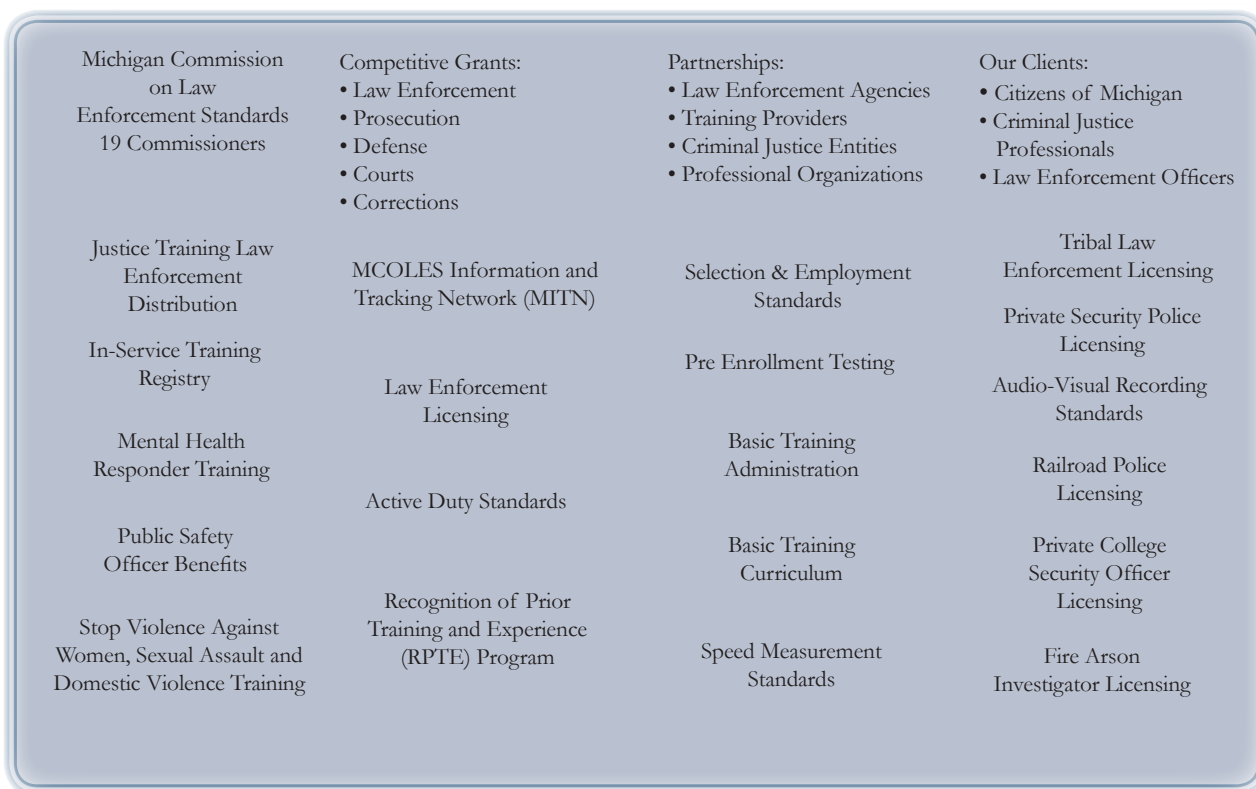 Michigan Commission
on Law
Enforcement Standards
19 Commissioners
Justice Training Law
Enforcement
Distribution
In-Service Training
Registry
Mental Health
Responder Training
Public Safety
Officer Benefits
Stop Violence Against
Women, Sexual Assault and
Domestic Violence Training
Competitive Grants:
• Law Enforcement
• Prosecution
• Defense
• Courts
• Corrections
MCOLES Information and
Tracking Network (MITN)
Law Enforcement
Licensing
Active Duty Standards
Recognition of Prior
Training and Experience
(RPTE) Program
Partnerships:
• Law Enforcement Agencies
• Training Providers
• Criminal Justice Entities
• Professional Organizations
Selection & Employment
Standards
Pre Enrollment Testing
Basic Training
Administration
Basic Training
Curriculum
Speed Measurement
Standards
Our Clients:
• Citizens of Michigan
• Criminal Justice
Professionals
• Law Enforcement Officers
Tribal Law
Enforcement Licensing
Private Security Police
Licensing
Audio-Visual Recording
Standards
Railroad Police
Licensing
Private College
Security Officer
Licensing
Fire Arson
Investigator Licensing